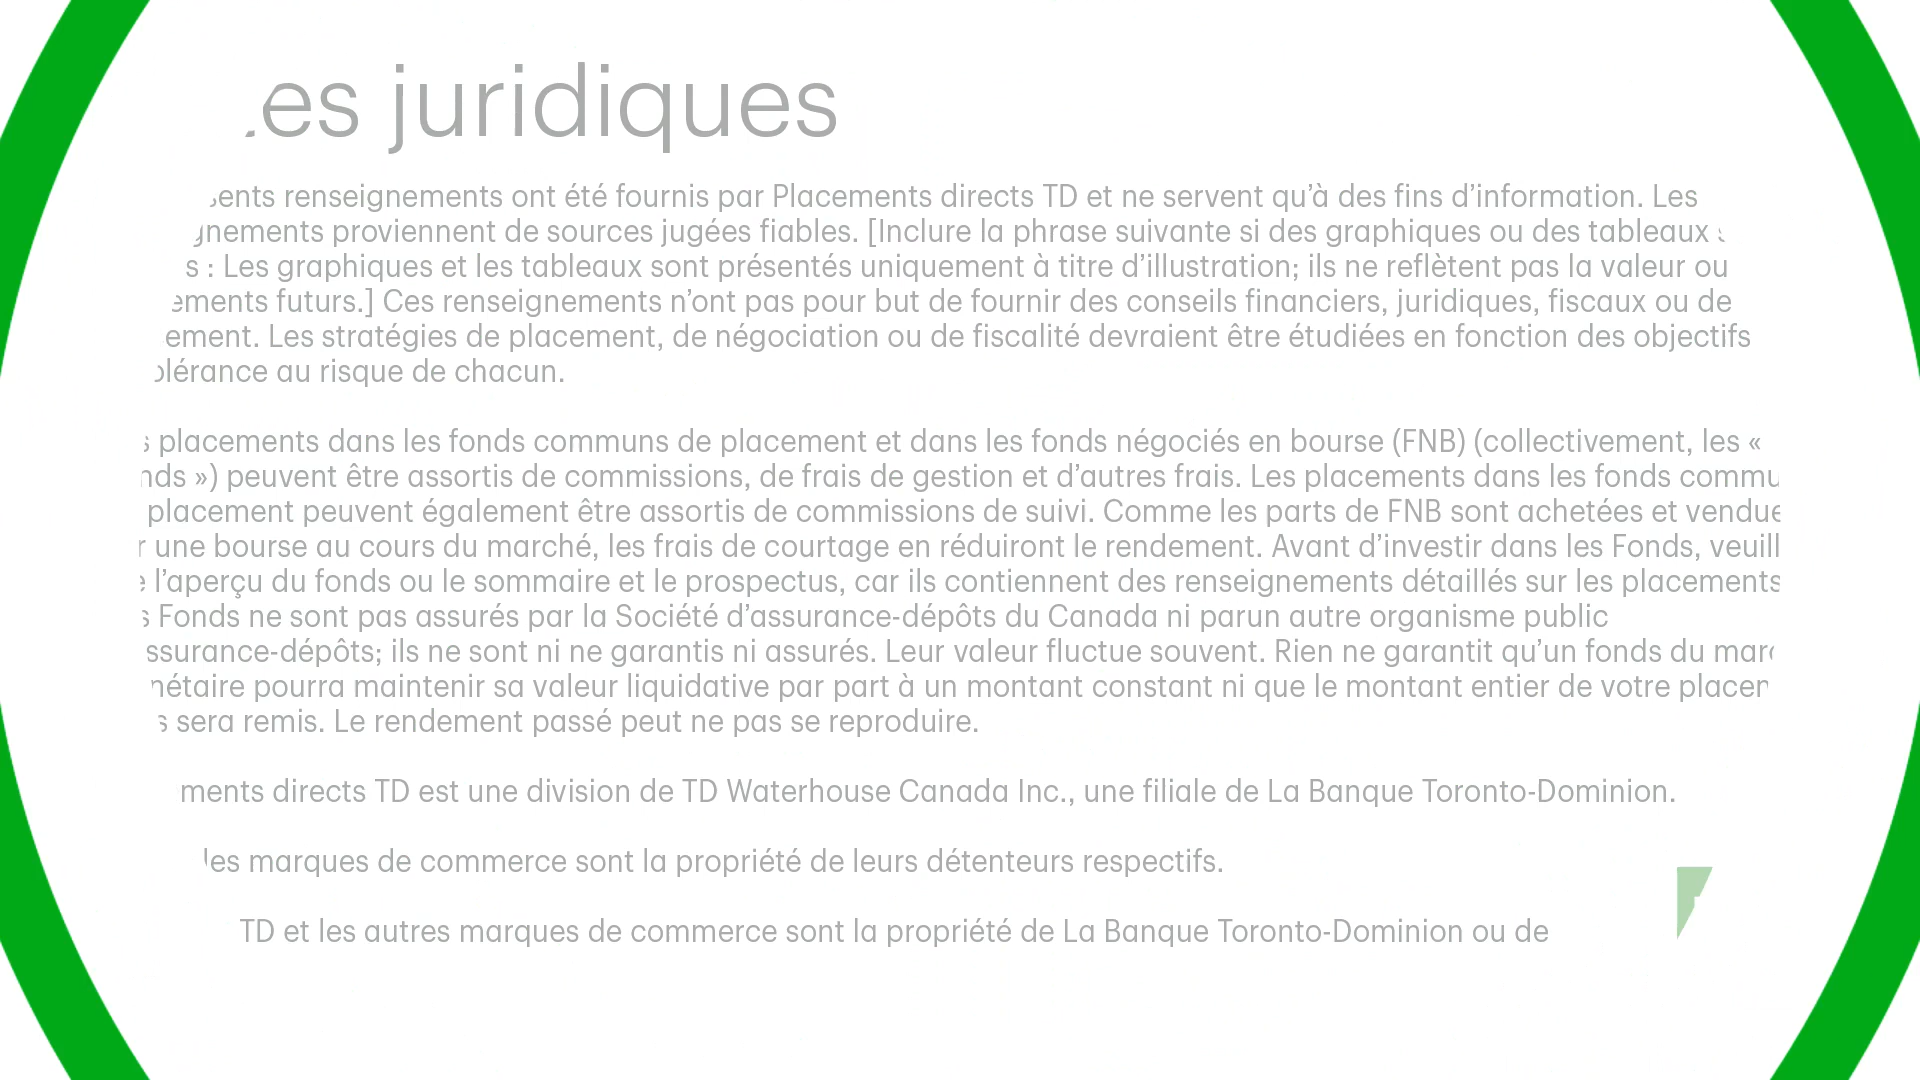 es juridiques
renseignements ont été fournis par Placements directs TD et ne servent qu’à des fins d’information. Les
proviennent de sources jugées fiables. [Inclure la phrase suivante si des graphiques ou des tableaux
s : Les graphiques et les tableaux sont présentés uniquement à titre d’illustration; ils ne reflètent pas la valeur ou
ements futurs.] Ces renseignements n’ont pas pour but de fournir des conseils financiers, juridiques, fiscaux ou de
ement. Les stratégies de placement, de négociation ou de fiscalité devraient être étudiées en fonction des objectifs
olérance au risque de chacun.
s placements dans les fonds communs de placement et dans les fonds négociés en bourse (FNB) (collectivement, les «
nds ») peuvent être assortis de commissions, de frais de gestion et d’autres frais. Les placements dans les fonds commu
placement peuvent également être assortis de commissions de suivi. Comme les parts de FNB sont achetées et vendue
r une bourse au cours du marché, les frais de courtage en réduiront le rendement. Avant d’investir dans les Fonds, veuill
e l’aperçu du fonds ou le sommaire et le prospectus, car ils contiennent des renseignements détaillés sur les placements
s Fonds ne sont pas assurés par la Société d’assurance-dépôts du Canada ni parun autre organisme public
ssurance-dépôts; ils ne sont ni ne garantis ni assurés. Leur valeur fluctue souvent. Rien ne garantit qu’un fonds du marc
nétaire pourra maintenir sa valeur liquidative par part à un montant constant ni que le montant entier de votre placem
s sera remis. Le rendement passé peut ne pas se reproduire.
ments directs TD est une division de TD Waterhouse Canada Inc., une filiale de La Banque Toronto-Dominion.
les marques de commerce sont la propriété de leurs détenteurs respectifs.
TD et les autres marques de commerce sont la propriété de La Banque Toronto-Dominion ou de